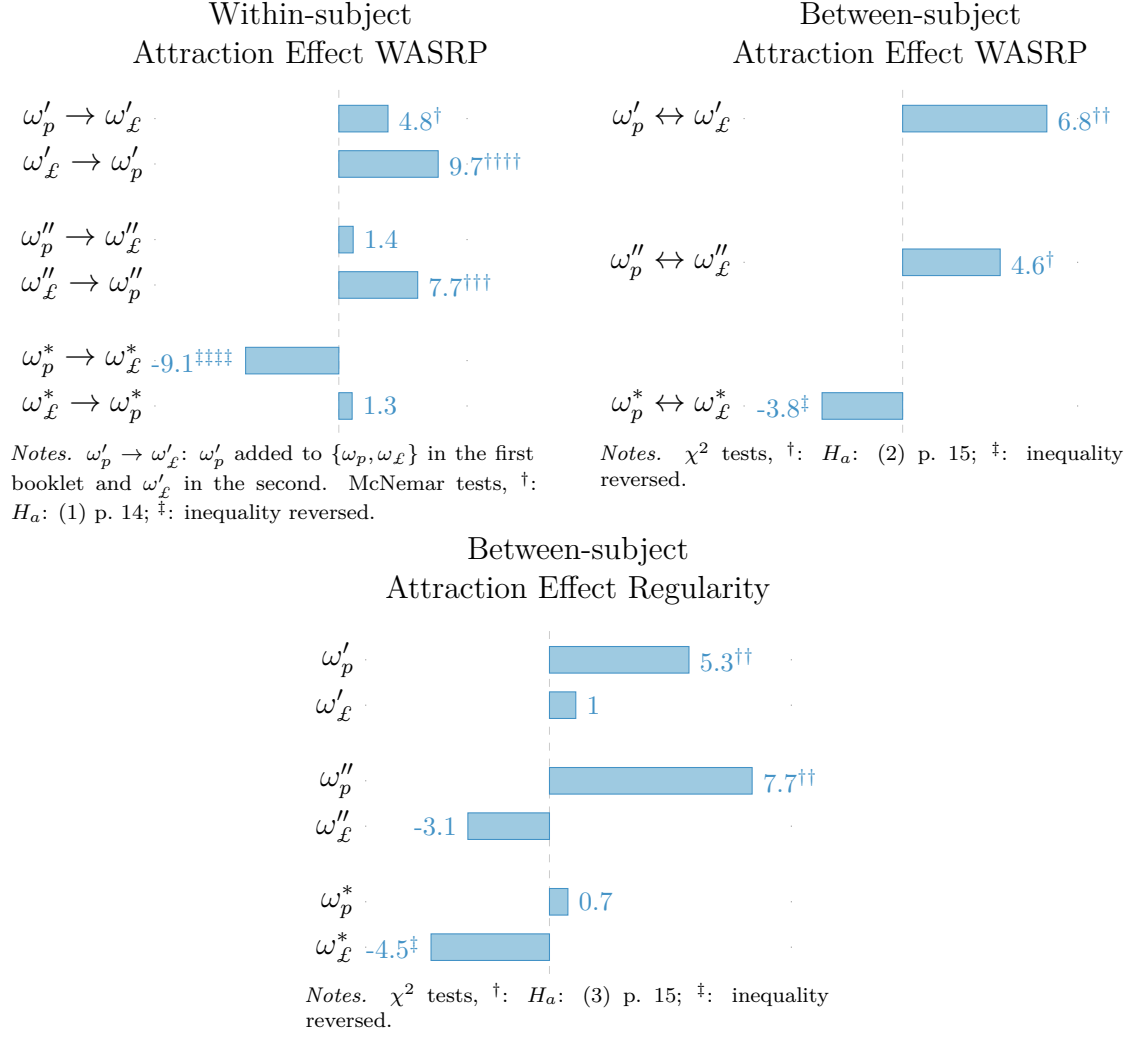 Within-subject
Attraction Effect WASRP
ω′ₚ → ω′_£ 4.8†
ω′_£ → ω′ₚ 9.7††††
ω″ₚ → ω″_£ 1.4
ω″_£ → ω″ₚ 7.7†††
ω*ₚ → ω*_£ -9.1‡‡‡‡
ω*_£ → ω*ₚ 1.3
Notes. ω′ₚ → ω′_£: ω′ₚ added to {ωₚ, ω_£} in the first
booklet and ω′_£ in the second. McNemar tests, †:
Hₐ: (1) p. 14; ‡: inequality reversed.
Between-subject
Attraction Effect WASRP
ω′ₚ ↔ ω′_£ 6.8††
ω″ₚ ↔ ω″_£ 4.6†
ω*ₚ ↔ ω*_£ -3.8‡
Notes. χ² tests, †: Hₐ: (2) p. 15; ‡: inequality
reversed.
Between-subject
Attraction Effect Regularity
ω′ₚ 5.3††
ω′_£ 1
ω″ₚ 7.7††
ω″_£ -3.1
ω*ₚ 0.7
ω*_£ -4.5‡
Notes. χ² tests, †: Hₐ: (3) p. 15; ‡: inequality
reversed.